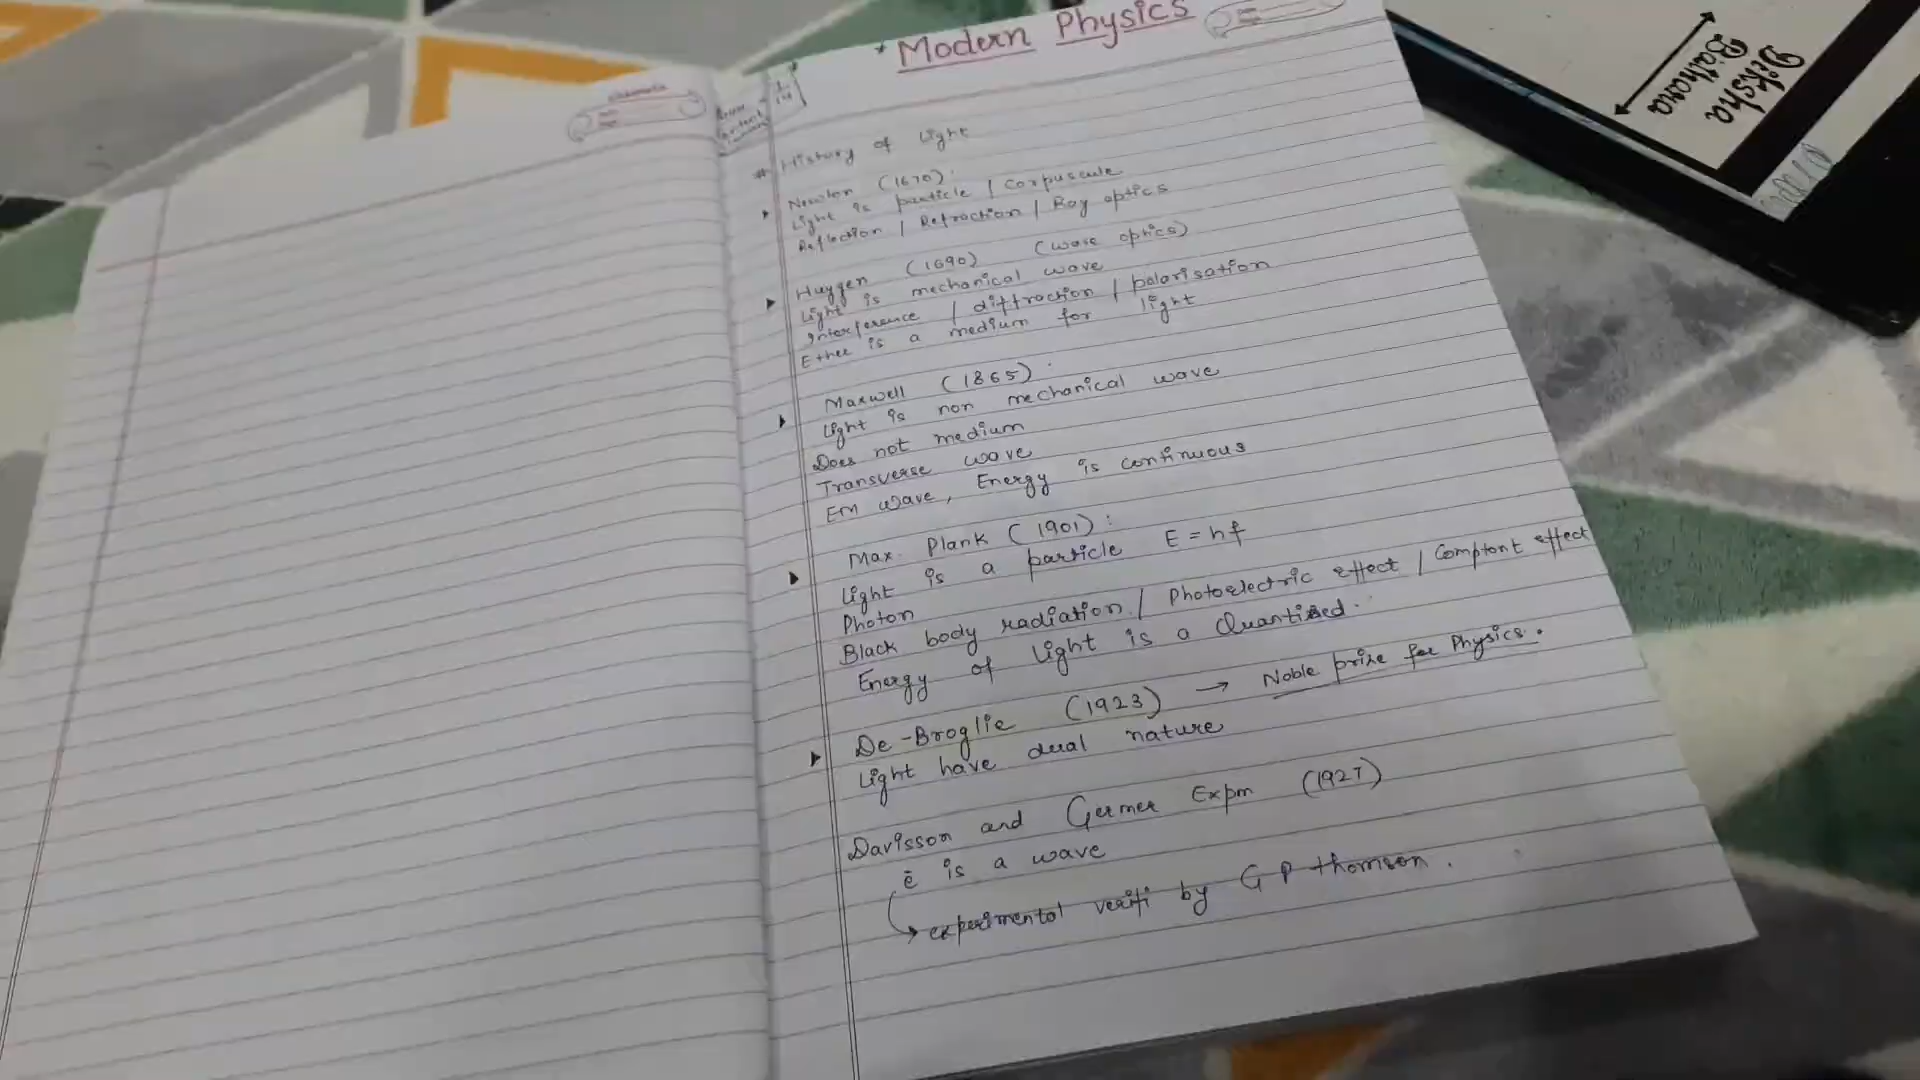 * Modern Physics
# History of Light
Newton (1670):
Light is particle / Corpuscule
Reflection / Refraction / Ray optics
Huygen (1690) (wave optics)
Light is mechanical wave
Interference / diffraction / polarisation
Ether is a medium for light
Maxwell (1865):
Light is non mechanical wave
Does not medium
Transverse wave
Em wave, Energy is continuous
Max. Plank (1901):
Light is a particle E = hf
Photon
Black body radiation / Photoelectric effect / Comptont effect
Energy of light is a Quantised.
De-Broglie (1923) → Noble prize for Physics.
Light have dual nature
Davisson and Germer Expm (1927)
ē is a wave
→ experimental verifi by G P thomson.
Diksha
Bidhana